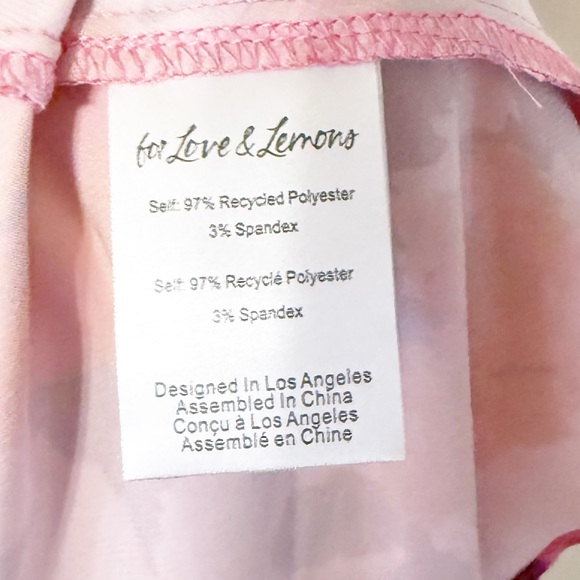 for Love & Lemons
Self: 97% Recycled Polyester
3% Spandex
Self: 97% Recyclé Polyester
3% Spandex
Designed In Los Angeles
Assembled In China
Conçu à Los Angeles
Assemblé en Chine